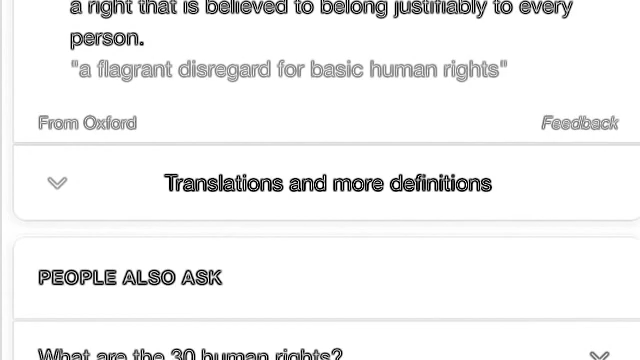 a right that is believed to belong justifiably to every
person.
"a flagrant disregard for basic human rights"
From Oxford
Feedback
Translations and more definitions
PEOPLE ALSO ASK
What are the 30 human rights?